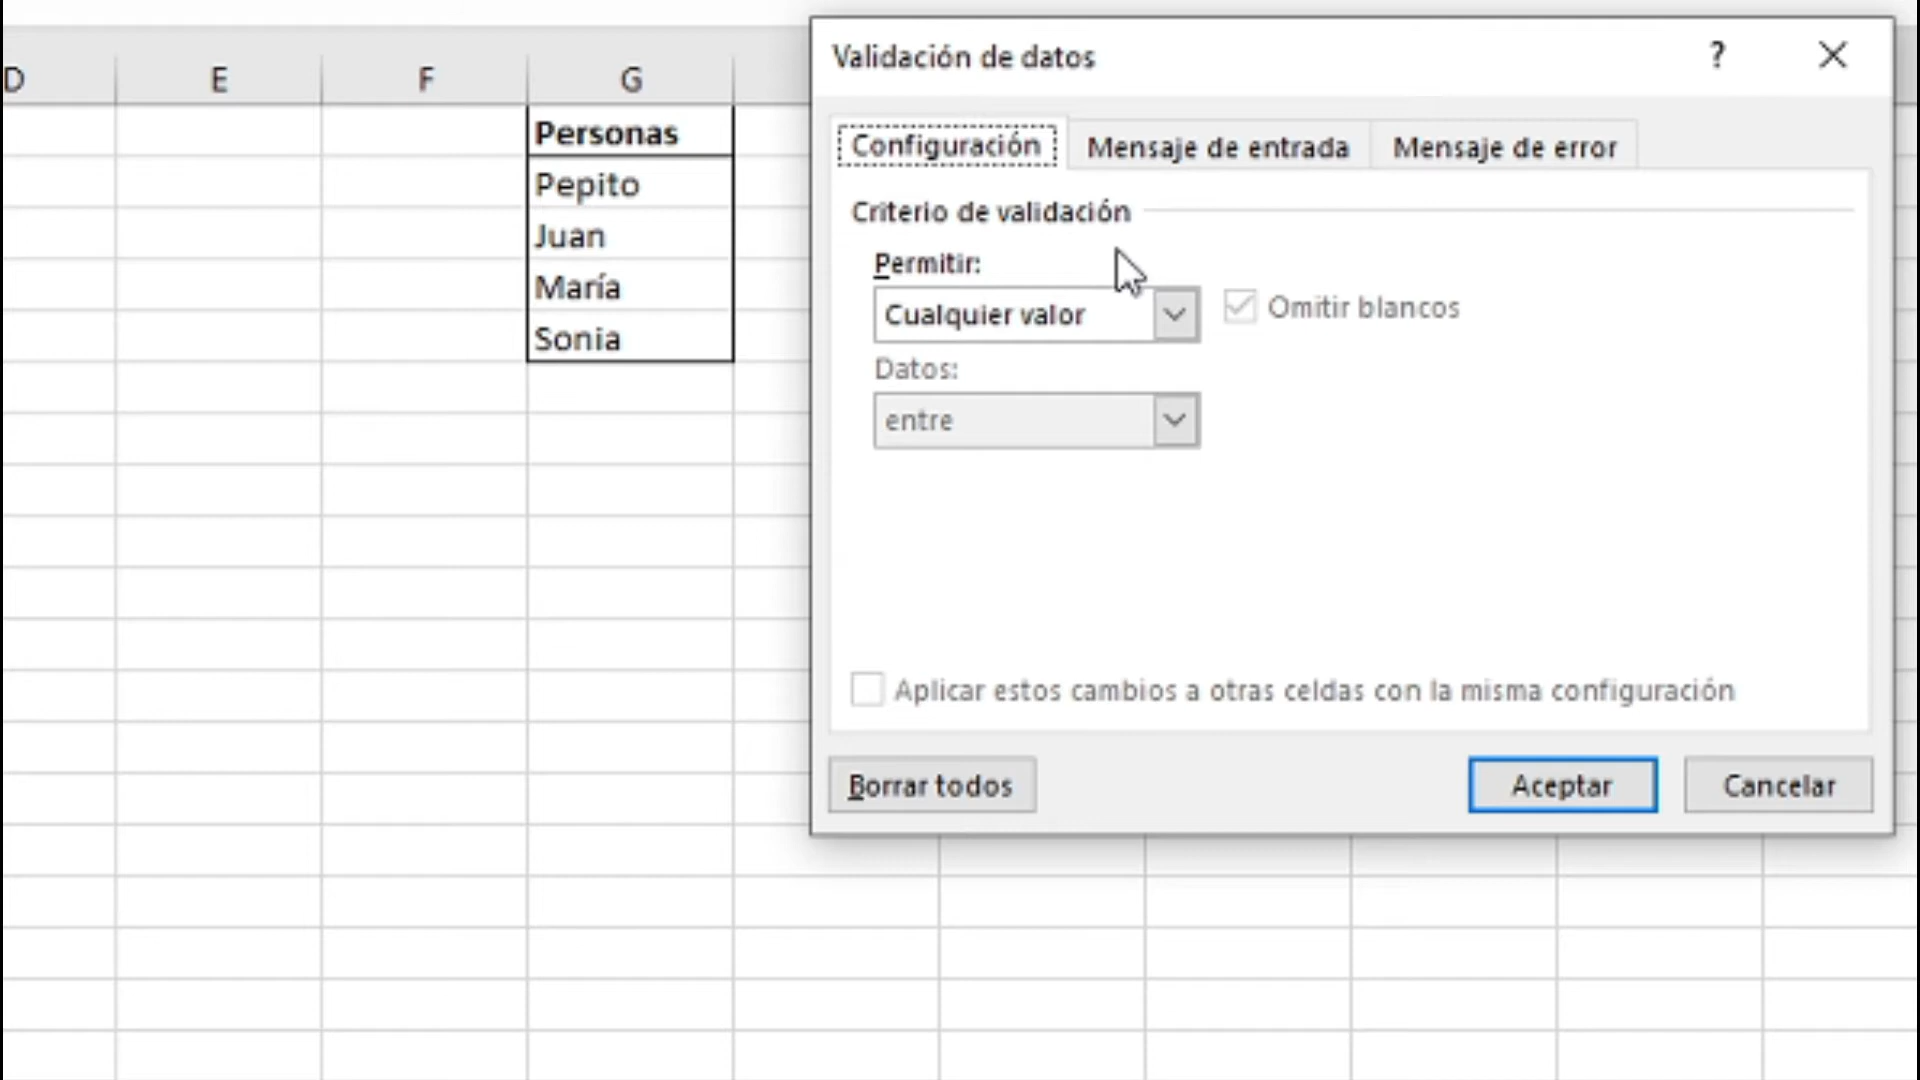 D E F G
Personas
Pepito
Juan
María
Sonia
Validación de datos ?
Configuración Mensaje de entrada Mensaje de error
Criterio de validación
Permitir:
Cualquier valor Omitir blancos
Datos:
entre
Aplicar estos cambios a otras celdas con la misma configuración
Borrar todos Aceptar Cancelar